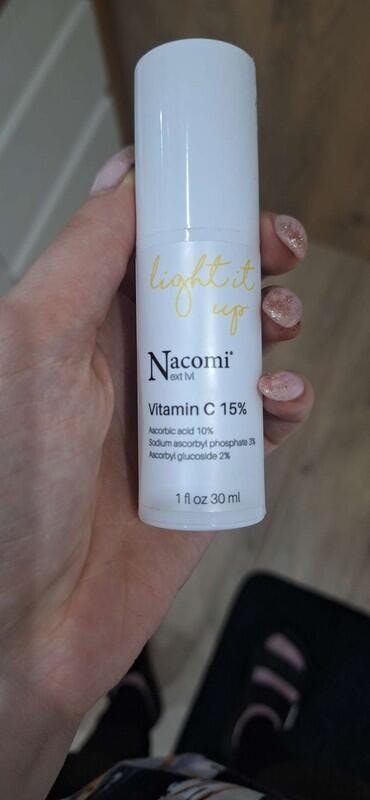 light it
up
Nacomi®
ext lvl
Vitamin C 15%
Ascorbic acid 10%
Sodium ascorbyl phosphate 3%
Ascorbyl glucoside 2%
1 fl oz 30 ml